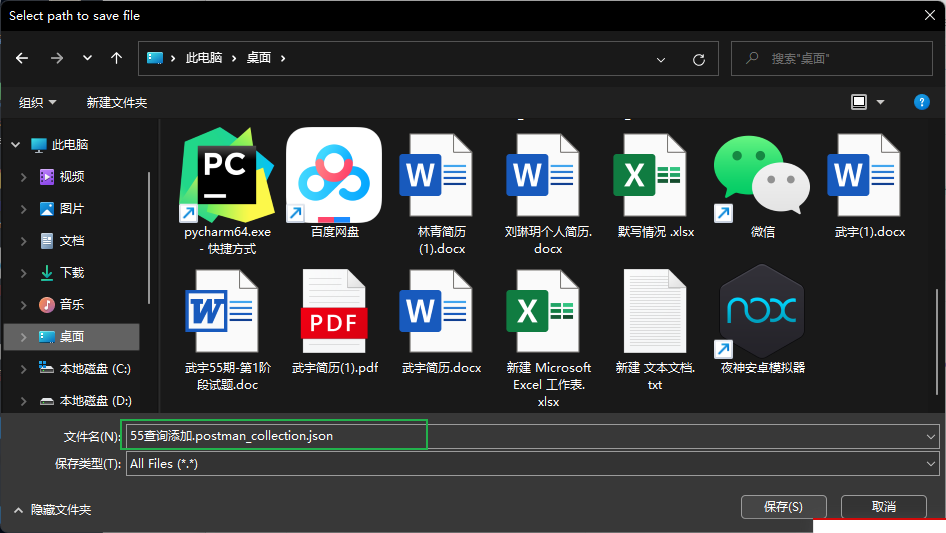 Select path to save file
此电脑
桌面
搜索"桌面"
组织
新建文件夹
?
此电脑
视频
图片
文档
下载
音乐
桌面
本地磁盘 (C:)
本地磁盘 (D:)
PC
pycharm64.exe
- 快捷方式
百度网盘
W
林青简历
(1).docx
W
刘琳玥个人简历.
docx
X
默写情况 .xlsx
微信
W
武宇(1).docx
W
武宇55期-第1阶
段试题.doc
PDF
武宇简历(1).pdf
W
武宇简历.docx
X
新建 Microsoft
Excel 工作表.
xlsx
新建 文本文档.
txt
nox
夜神安卓模拟器
文件名(N):
55查询添加.postman_collection.json
保存类型(T):
All Files (*.*)
隐藏文件夹
保存(S)
取消